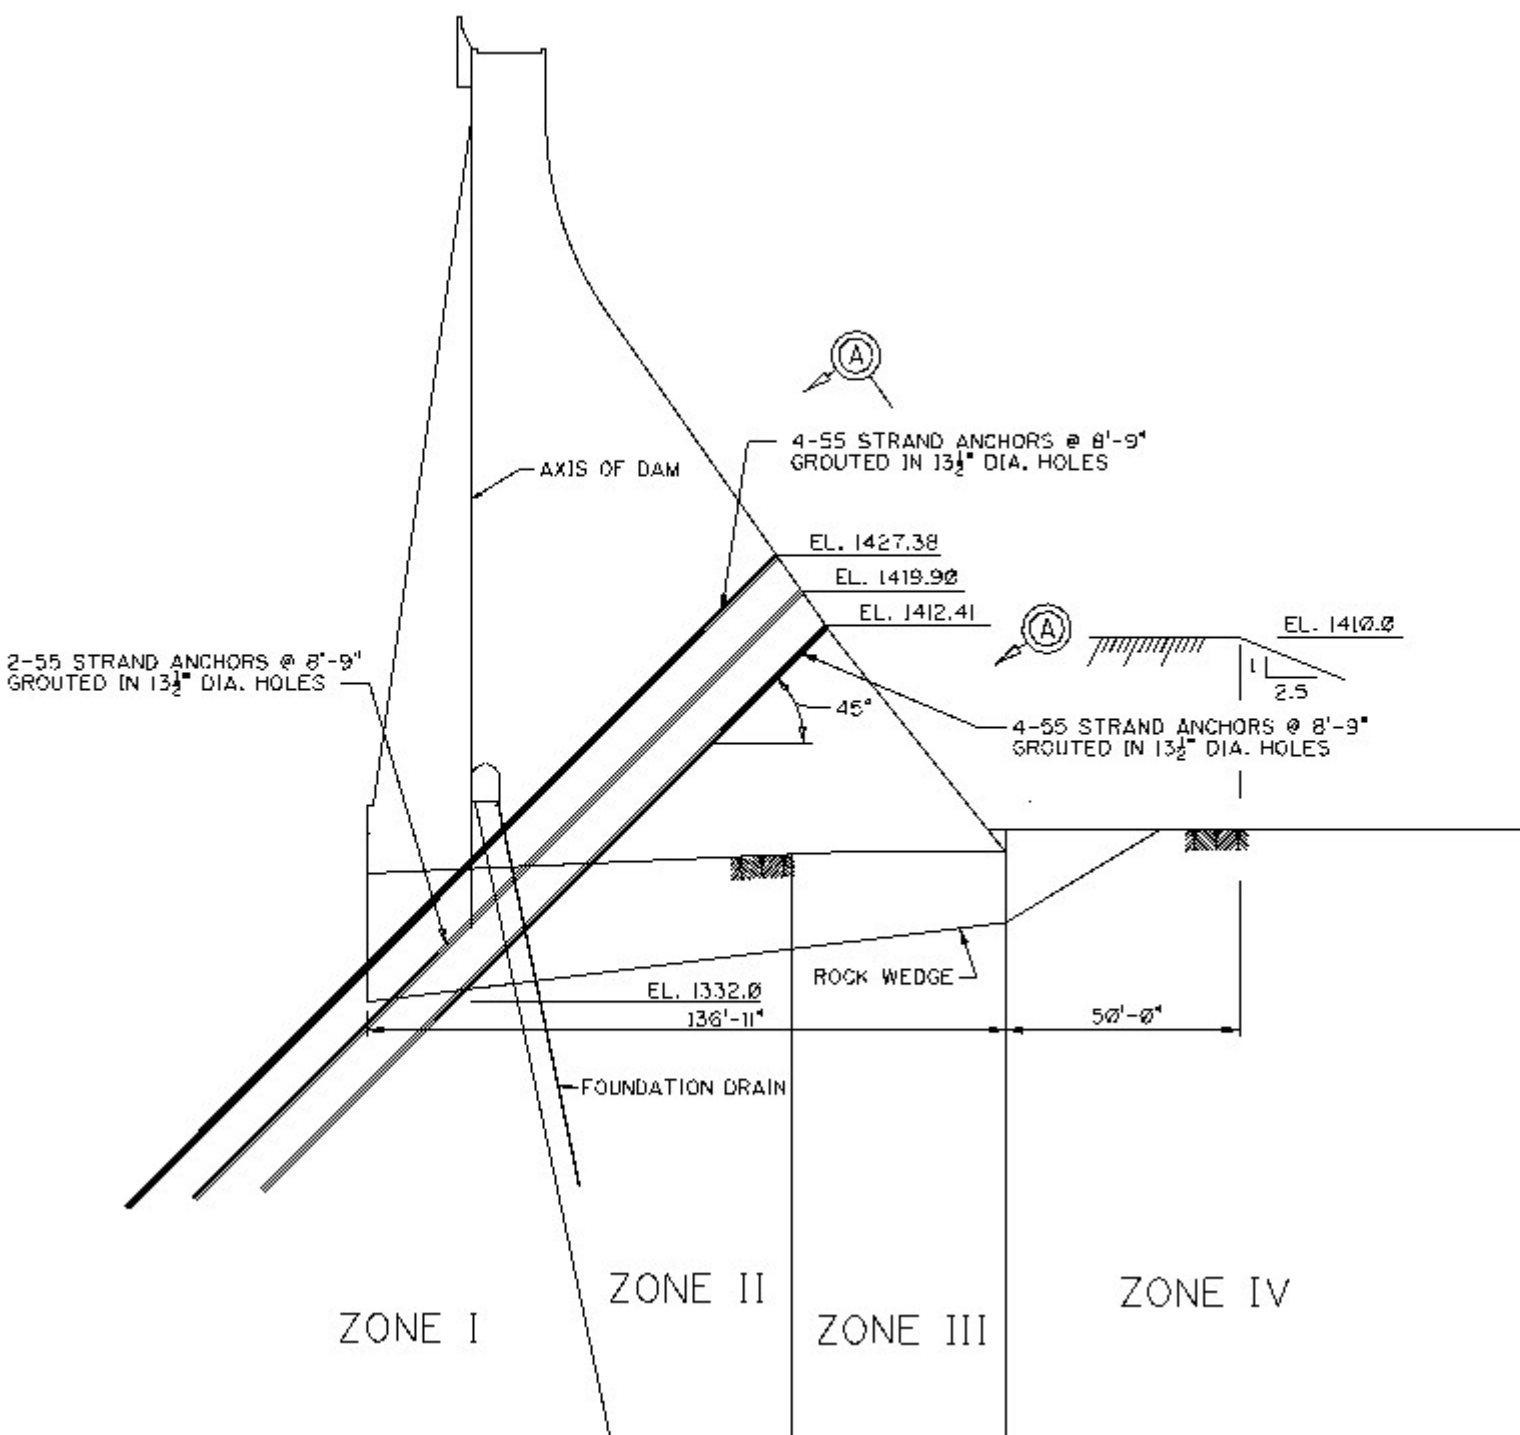 A
4-55 STRAND ANCHORS @ 8'-9"
GROUTED IN 13½" DIA. HOLES
AXIS OF DAM
EL. 1427.38
EL. 1419.90
EL. 1412.41
A
EL. 1410.0
1
2.5
2-55 STRAND ANCHORS @ 8'-9"
GROUTED IN 13½" DIA. HOLES
45°
4-55 STRAND ANCHORS @ 8'-9"
GROUTED IN 13½" DIA. HOLES
ROCK WEDGE
EL. 1332.0
136'-11"
50'-0"
FOUNDATION DRAIN
ZONE I
ZONE II
ZONE III
ZONE IV